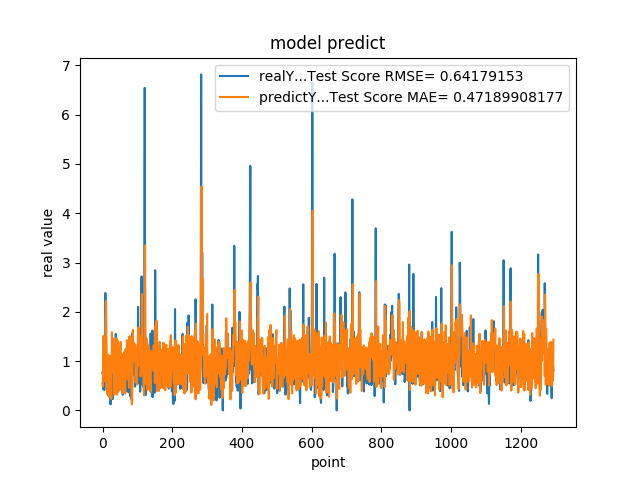 model predict
realY...Test Score RMSE= 0.64179153
predictY...Test Score MAE= 0.47189908177
7
6
5
4
3
2
1
0
real value
0 200 400 600 800 1000 1200
point